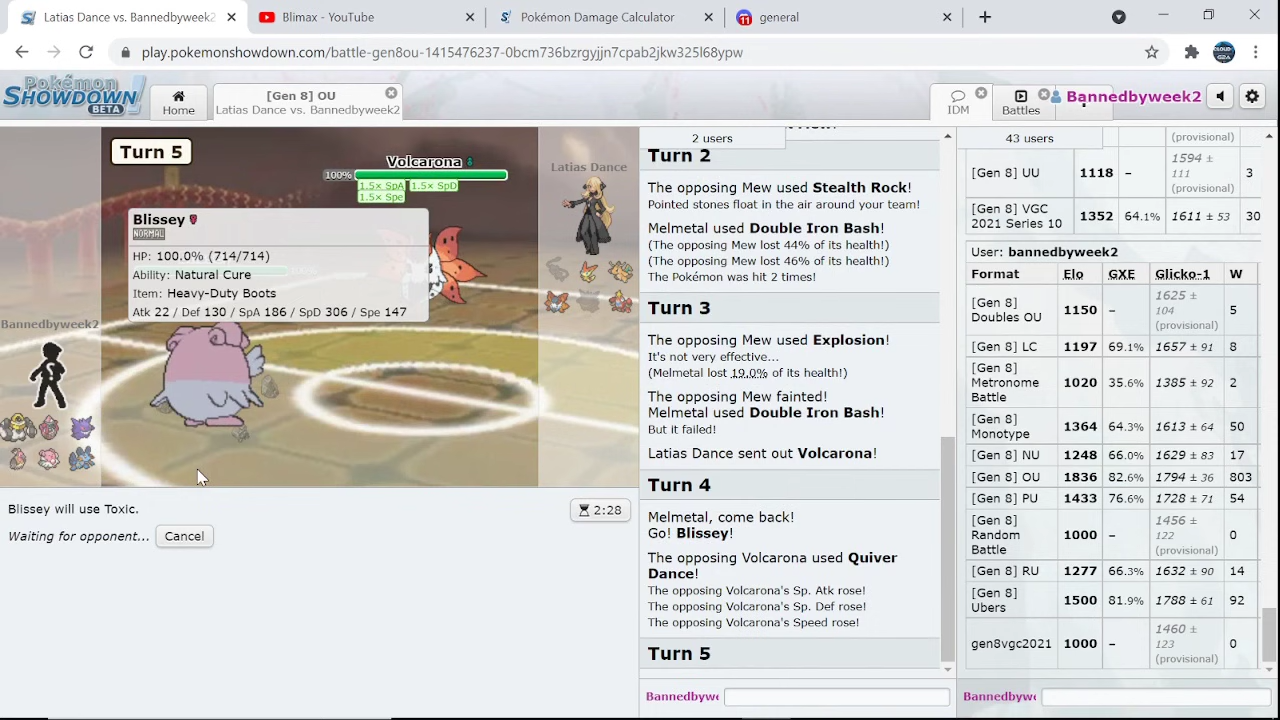 Latias Dance vs. Bannedbyweek2
Blimax - YouTube
Pokémon Damage Calculator
11
general
play.pokemonshowdown.com/battle-gen8ou-1415476237-0bcm736bzrgyjjn7cpab2jkw325l68ypw
Pokémon
SHOWDOWN!
BETA
Home
[Gen 8] OU
Latias Dance vs. Bannedbyweek2
IDM
Battles
Bannedbyweek2
Turn 5
Volcarona
100%
1.5× SpA
1.5× SpD
1.5× Spe
Latias Dance
Bannedbyweek2
Blissey
NORMAL
HP: 100.0% (714/714)
Ability: Natural Cure
Item: Heavy-Duty Boots
Atk 22 / Def 130 / SpA 186 / SpD 306 / Spe 147
Blissey will use Toxic.
Waiting for opponent...
Cancel
2:28
2 users
Turn 2
The opposing Mew used Stealth Rock!
Pointed stones float in the air around your team!
Melmetal used Double Iron Bash!
(The opposing Mew lost 44% of its health!)
(The opposing Mew lost 46% of its health!)
The Pokémon was hit 2 times!
Turn 3
The opposing Mew used Explosion!
It's not very effective...
(Melmetal lost 19.0% of its health!)
The opposing Mew fainted!
Melmetal used Double Iron Bash!
But it failed!
Latias Dance sent out Volcarona!
Turn 4
Melmetal, come back!
Go! Blissey!
The opposing Volcarona used Quiver
Dance!
The opposing Volcarona's Sp. Atk rose!
The opposing Volcarona's Sp. Def rose!
The opposing Volcarona's Speed rose!
Turn 5
Bannedbywe
43 users
(provisional)
[Gen 8] UU 1118 – 1594 ± 111 (provisional) 3
[Gen 8] VGC 2021 Series 10 1352 64.1% 1611 ± 53 30
User: bannedbyweek2
Format Elo GXE Glicko-1 W
[Gen 8] Doubles OU 1150 – 1625 ± 104 (provisional) 5
[Gen 8] LC 1197 69.1% 1657 ± 91 8
[Gen 8] Metronome Battle 1020 35.6% 1385 ± 92 2
[Gen 8] Monotype 1364 64.3% 1613 ± 64 50
[Gen 8] NU 1248 66.0% 1629 ± 83 17
[Gen 8] OU 1836 82.6% 1794 ± 36 803
[Gen 8] PU 1433 76.6% 1728 ± 71 54
[Gen 8] Random Battle 1000 – 1456 ± 122 (provisional) 0
[Gen 8] RU 1277 66.3% 1632 ± 90 14
[Gen 8] Ubers 1500 81.9% 1788 ± 61 92
gen8vgc2021 1000 – 1460 ± 123 (provisional) 0
Bannedbywe